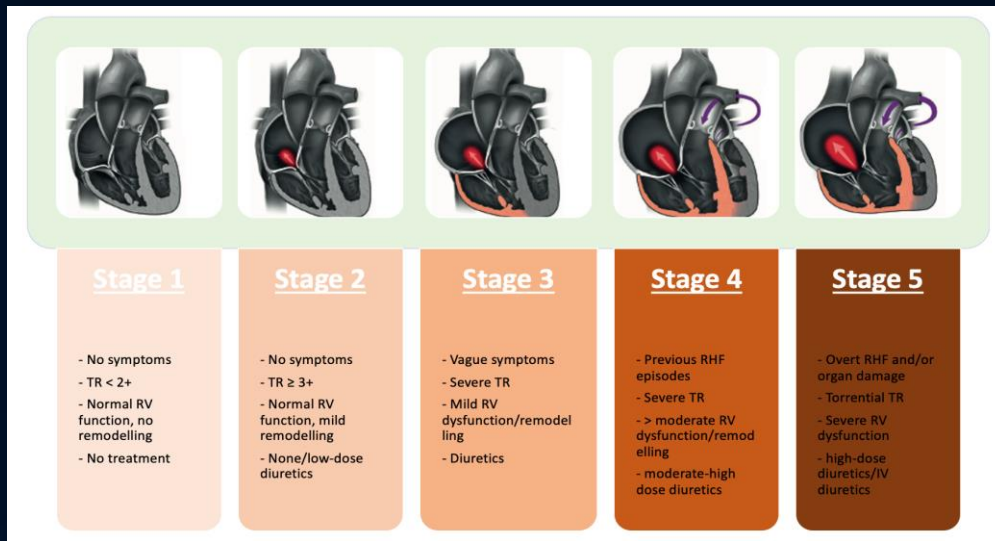 Stage 1
- No symptoms
- TR < 2+
- Normal RV
function, no
remodelling
- No treatment
Stage 2
- No symptoms
- TR ≥ 3+
- Normal RV
function, mild
remodelling
- None/low-dose
diuretics
Stage 3
- Vague symptoms
- Severe TR
- Mild RV
dysfunction/remodel
ling
- Diuretics
Stage 4
- Previous RHF
episodes
- Severe TR
- > moderate RV
dysfunction/remod
elling
- moderate-high
dose diuretics
Stage 5
- Overt RHF and/or
organ damage
- Torrential TR
- Severe RV
dysfunction
- high-dose
diuretics/IV
diuretics